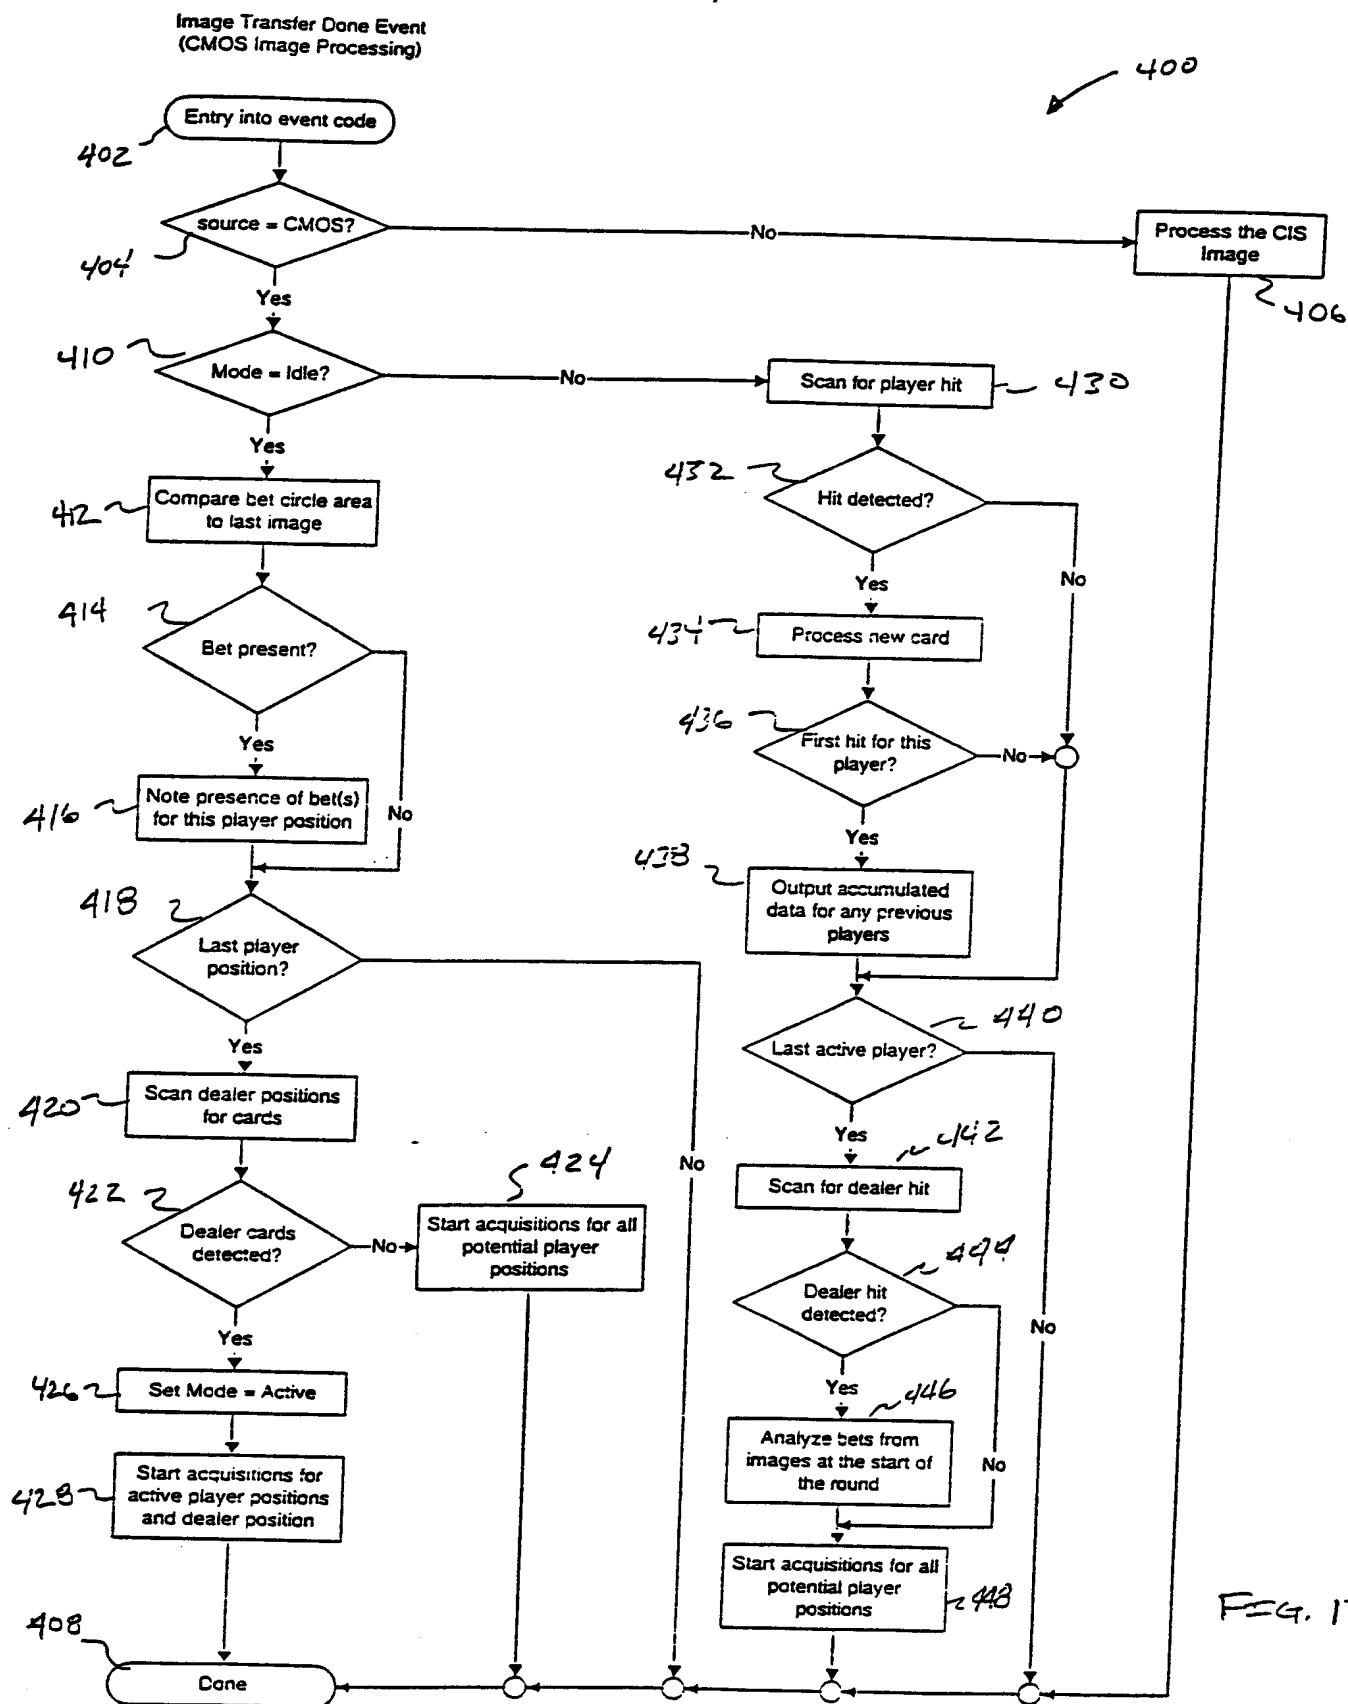 Image Transfer Done Event
(CMOS Image Processing)
400
Entry into event code
402
source = CMOS?
404
No
Process the CIS
Image
406
Yes
410
Mode = Idle?
No
Scan for player hit
430
Yes
412
Compare bet circle area
to last image
432
Hit detected?
No
Yes
414
Bet present?
434
Process new card
436
First hit for this
player?
No
Yes
416
Note presence of bet(s)
for this player position
No
Yes
438
Output accumulated
data for any previous
players
418
Last player
position?
No
440
Last active player?
No
Yes
420
Scan dealer positions
for cards
Yes
442
Scan for dealer hit
422
Dealer cards
detected?
No
424
Start acquisitions for all
potential player
positions
444
Dealer hit
detected?
No
Yes
426
Set Mode = Active
Yes
446
Analyze bets from
images at the start of
the round
428
Start acquisitions for
active player positions
and dealer position
Start acquisitions for all
potential player
positions
448
408
Done
FIG. 1